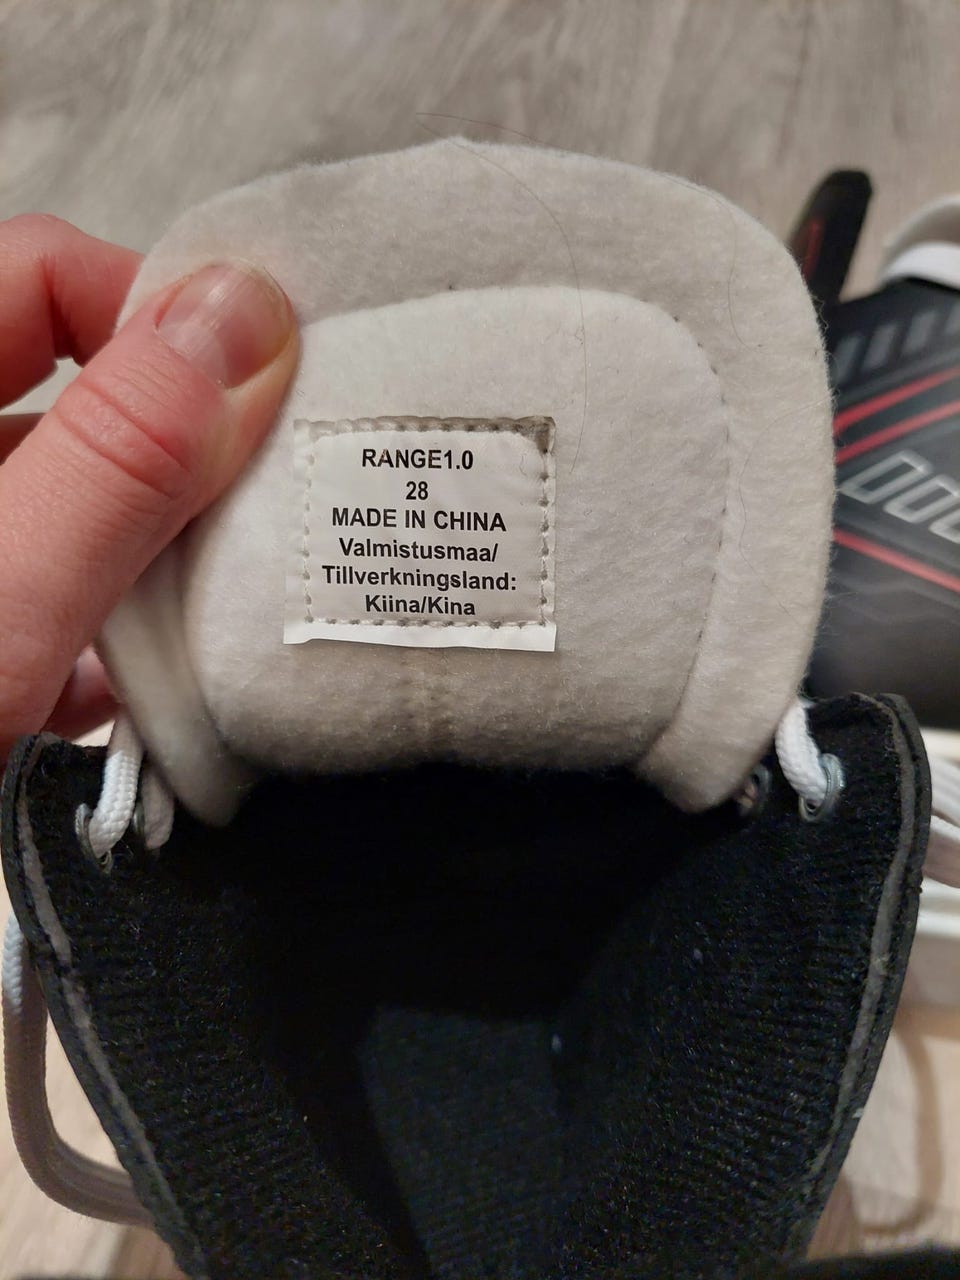 RANGE1.0
28
MADE IN CHINA
Valmistusmaa/
Tillverkningsland:
Kiina/Kina